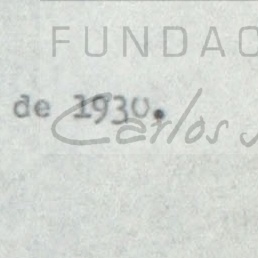 FUNDAC
de 1930.
Carlos